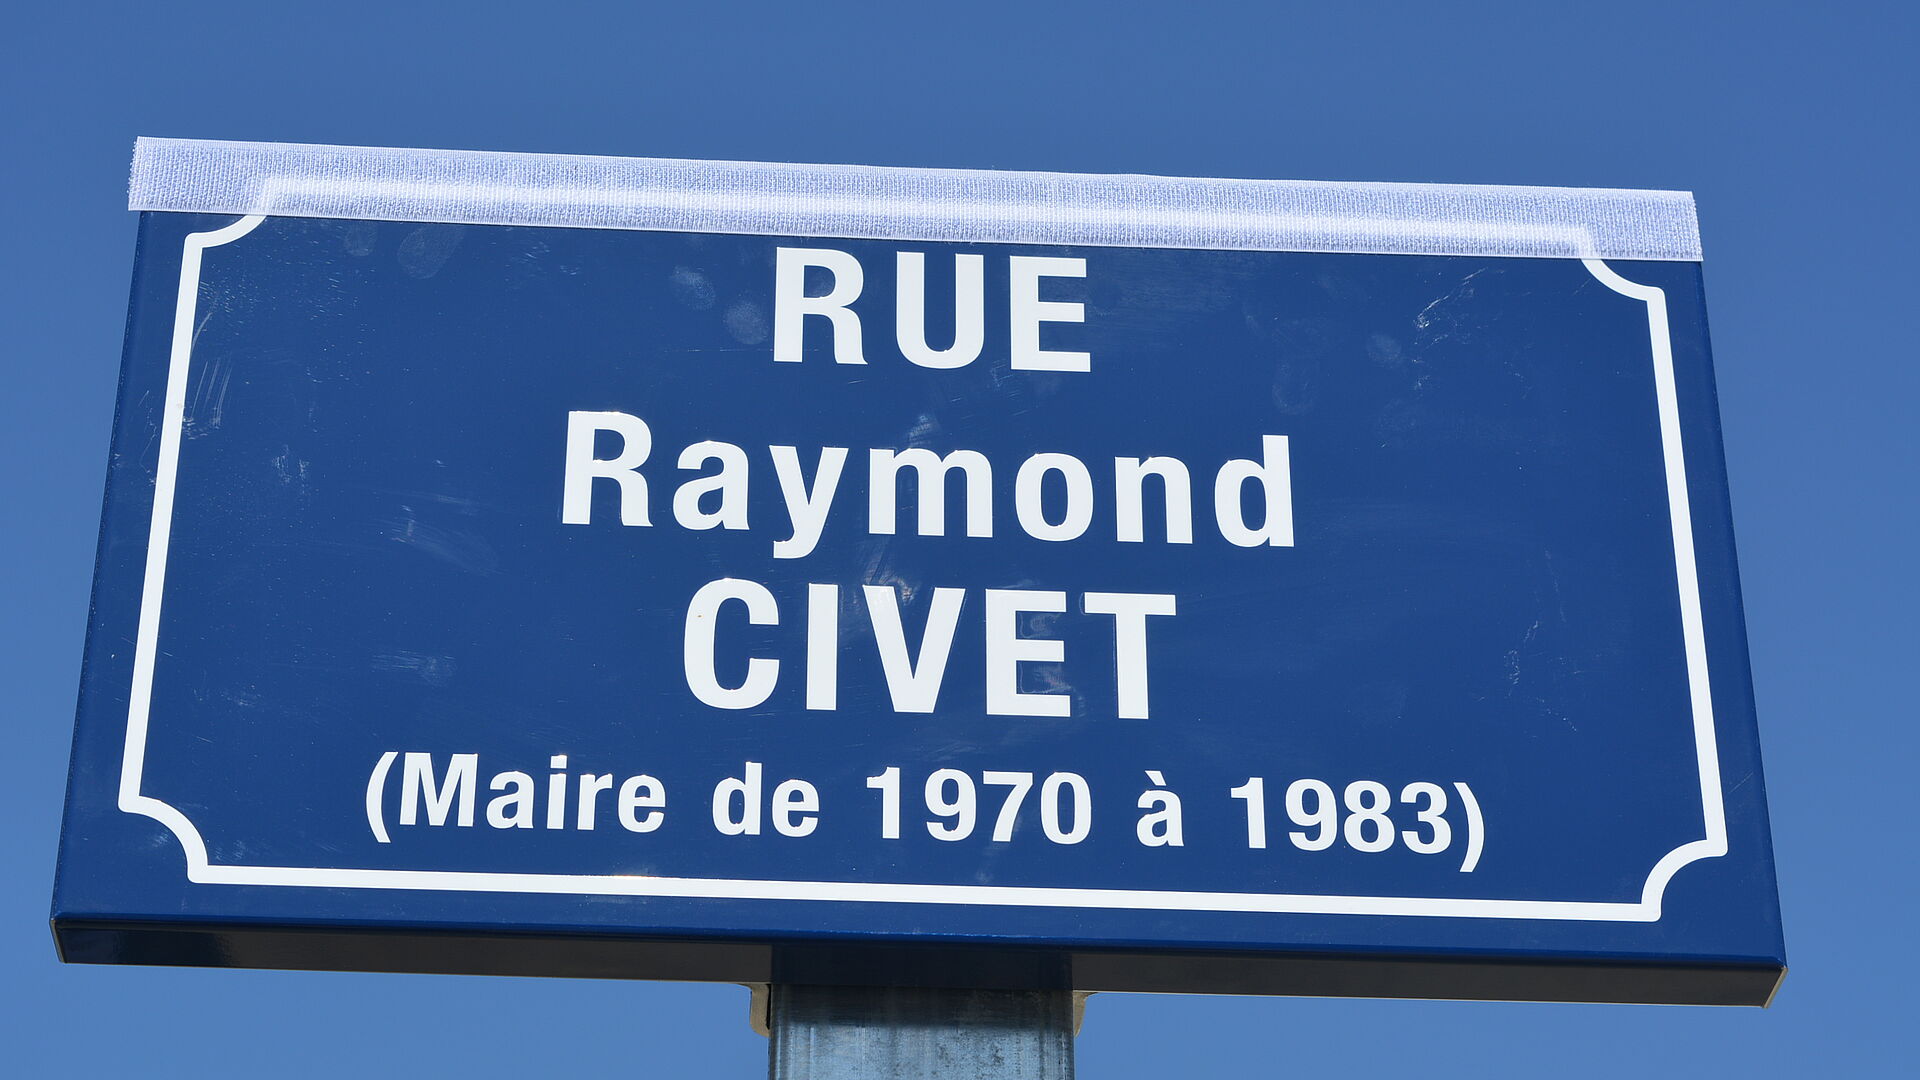 RUE
Raymond
CIVET
(Maire de 1970 à 1983)